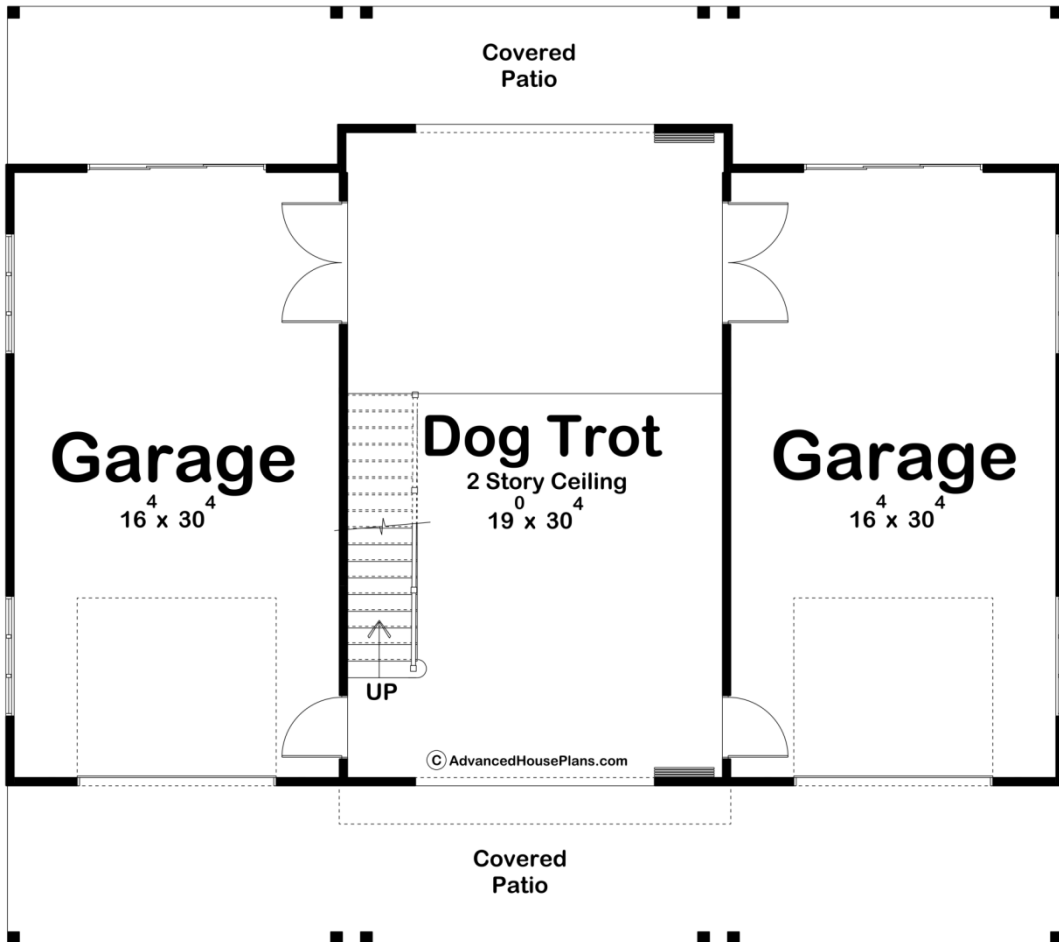 Covered
Patio
Garage
16⁴ x 30⁴
Dog Trot
2 Story Ceiling
19⁰ x 30⁴
Garage
16⁴ x 30⁴
UP
© AdvancedHousePlans.com
Covered
Patio